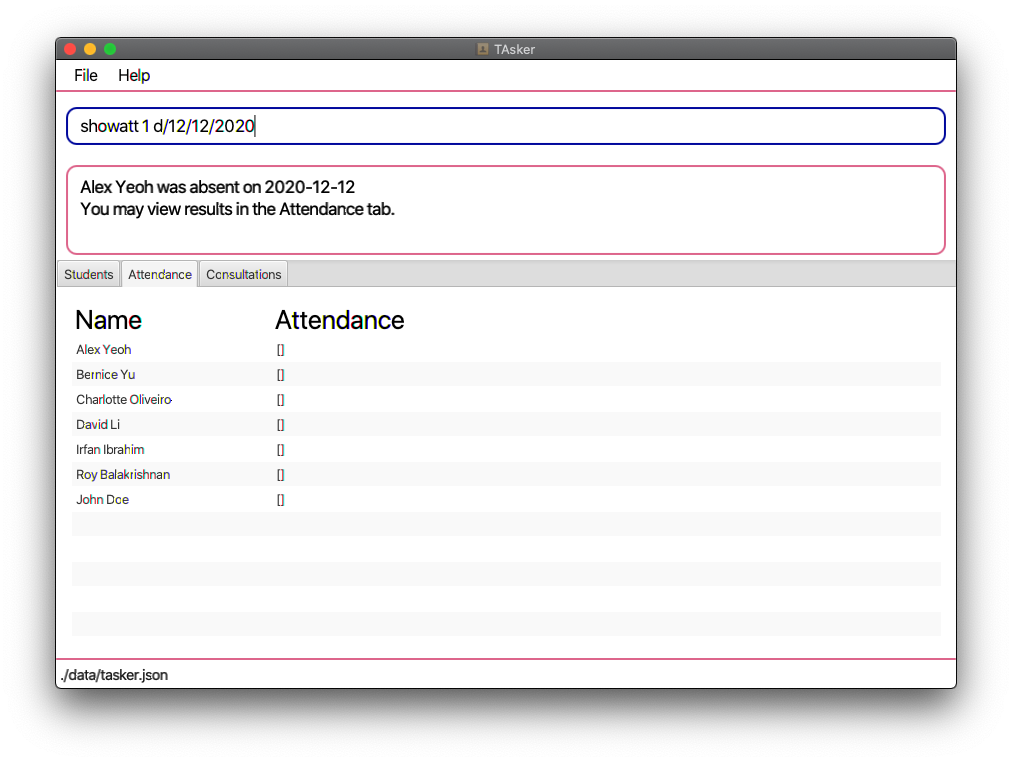 TAsker
File Help
showatt 1 d/12/12/2020
Alex Yeoh was absent on 2020-12-12
You may view results in the Attendance tab.
Students Attendance Consultations
Name Attendance
Alex Yeoh []
Bernice Yu []
Charlotte Oliveiro []
David Li []
Irfan Ibrahim []
Roy Balakrishnan []
John Doe []
./data/tasker.json